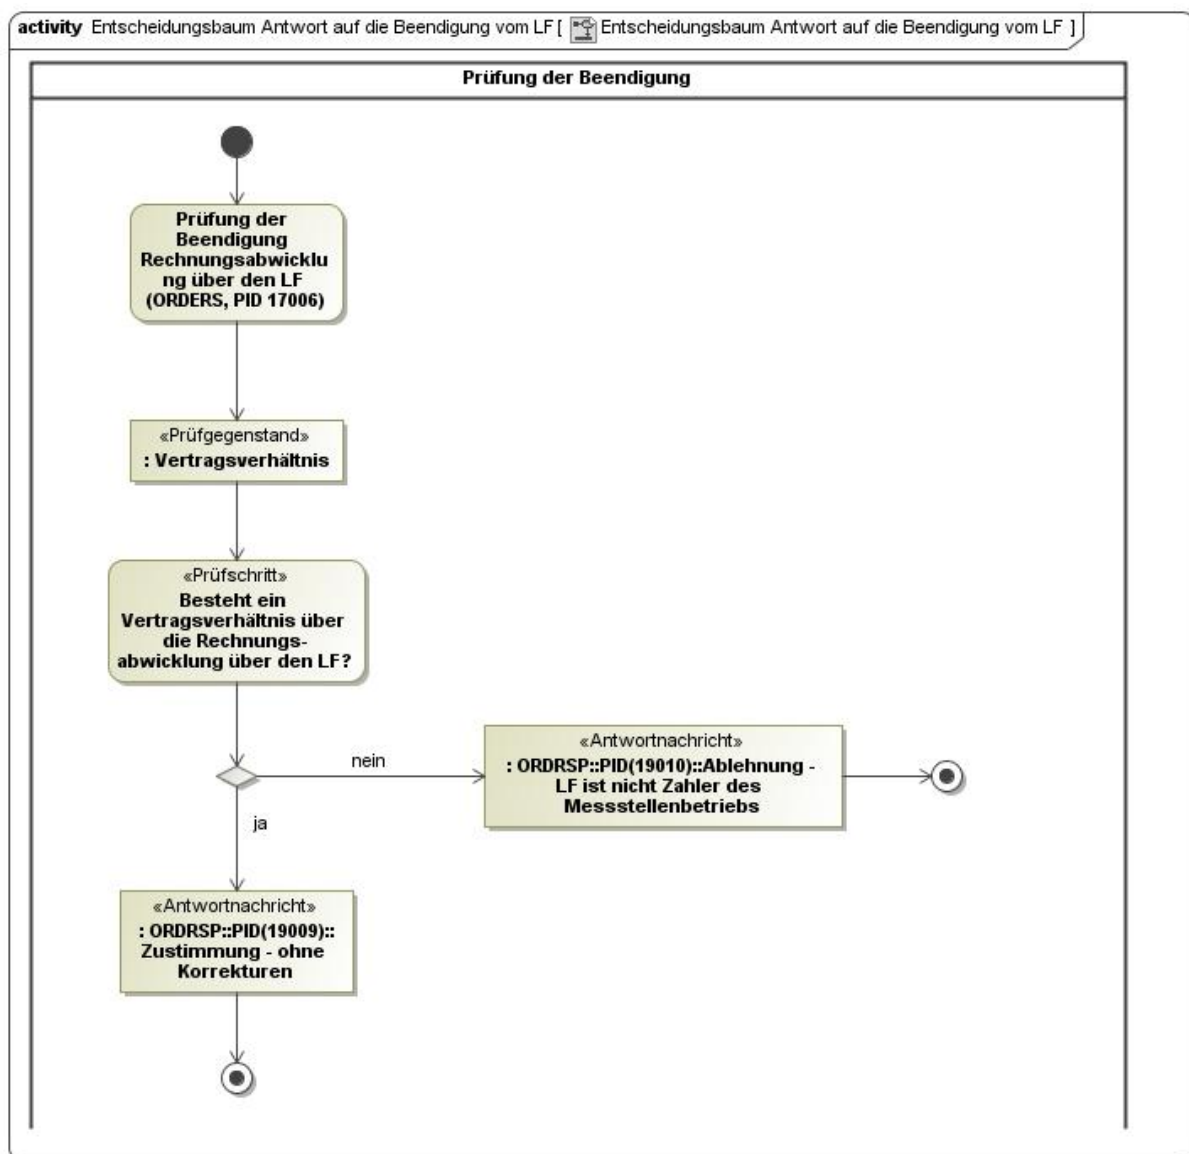 activity Entscheidungsbaum Antwort auf die Beendigung vom LF [ Entscheidungsbaum Antwort auf die Beendigung vom LF ]
Prüfung der Beendigung
Prüfung der
Beendigung
Rechnungsabwicklu
ng über den LF
(ORDERS, PID 17006)
«Prüfgegenstand»
: Vertragsverhältnis
«Prüfschritt»
Besteht ein
Vertragsverhältnis über
die Rechnungs-
abwicklung über den LF?
nein
«Antwortnachricht»
: ORDRSP::PID(19010)::Ablehnung -
LF ist nicht Zahler des
Messstellenbetriebs
ja
«Antwortnachricht»
: ORDRSP::PID(19009)::
Zustimmung - ohne
Korrekturen